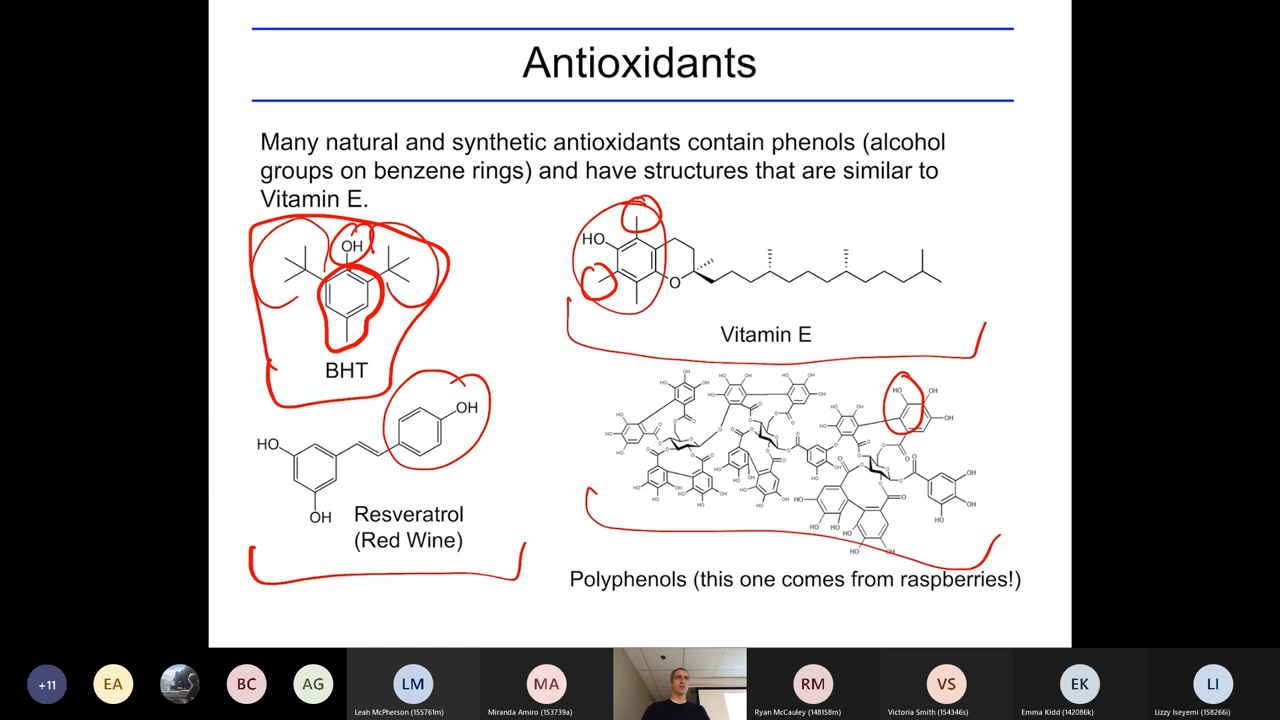 Antioxidants
Many natural and synthetic antioxidants contain phenols (alcohol
groups on benzene rings) and have structures that are similar to
Vitamin E.
OH
BHT
HO
O
Vitamin E
OH
HO
OH
Resveratrol
(Red Wine)
HO
OH
OH
Polyphenols (this one comes from raspberries!)
+11
EA
BC
AG
LM
MA
RM
VS
EK
LI
Leah McPherson (155761m)
Miranda Amiro (153739a)
Ryan McCauley (148158m)
Victoria Smith (154346s)
Emma Kidd (142086k)
Lizzy Iseyemi (158266i)